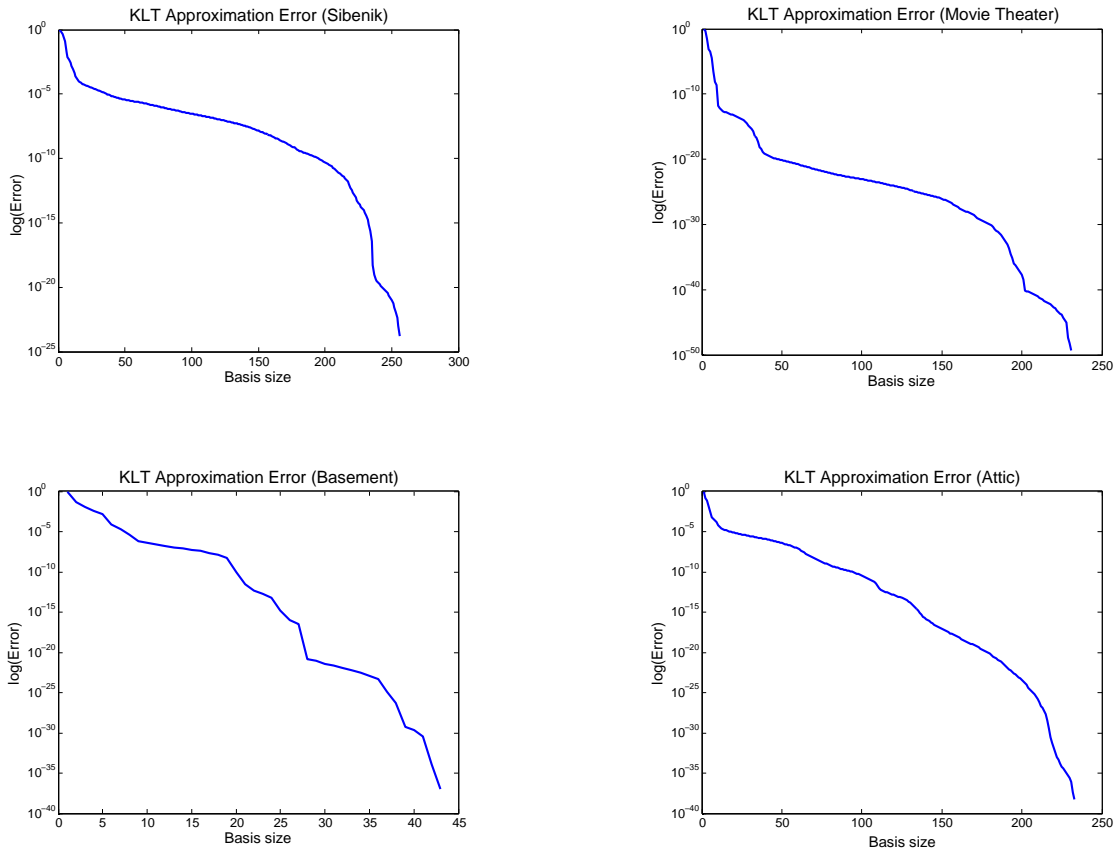 KLT Approximation Error (Sibenik)
10^0
10^-5
10^-10
10^-15
10^-20
10^-25
log(Error)
0 50 100 150 200 250 300
Basis size
KLT Approximation Error (Movie Theater)
10^0
10^-10
10^-20
10^-30
10^-40
10^-50
log(Error)
0 50 100 150 200 250
Basis size
KLT Approximation Error (Basement)
10^0
10^-5
10^-10
10^-15
10^-20
10^-25
10^-30
10^-35
10^-40
log(Error)
0 5 10 15 20 25 30 35 40 45
Basis size
KLT Approximation Error (Attic)
10^0
10^-5
10^-10
10^-15
10^-20
10^-25
10^-30
10^-35
10^-40
log(Error)
0 50 100 150 200 250
Basis size